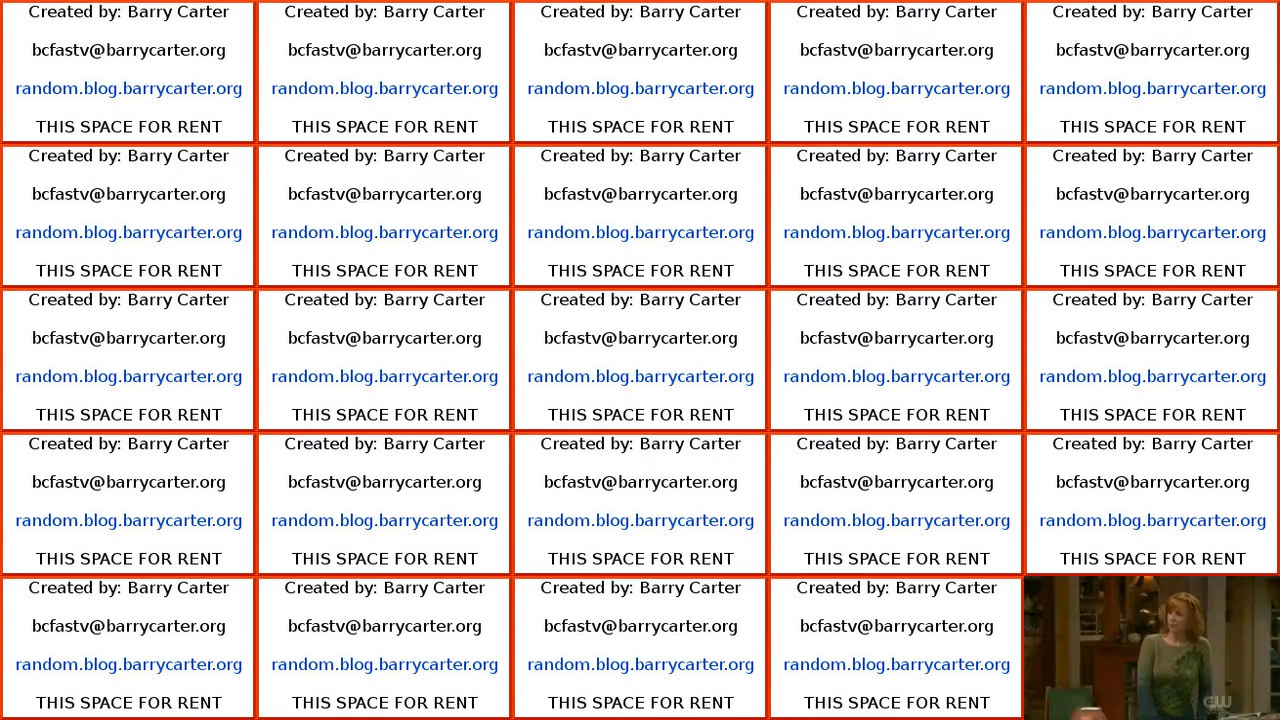 Created by: Barry Carter
bcfastv@barrycarter.org
random.blog.barrycarter.org
THIS SPACE FOR RENT
Created by: Barry Carter
bcfastv@barrycarter.org
random.blog.barrycarter.org
THIS SPACE FOR RENT
Created by: Barry Carter
bcfastv@barrycarter.org
random.blog.barrycarter.org
THIS SPACE FOR RENT
Created by: Barry Carter
bcfastv@barrycarter.org
random.blog.barrycarter.org
THIS SPACE FOR RENT
Created by: Barry Carter
bcfastv@barrycarter.org
random.blog.barrycarter.org
THIS SPACE FOR RENT
Created by: Barry Carter
bcfastv@barrycarter.org
random.blog.barrycarter.org
THIS SPACE FOR RENT
Created by: Barry Carter
bcfastv@barrycarter.org
random.blog.barrycarter.org
THIS SPACE FOR RENT
Created by: Barry Carter
bcfastv@barrycarter.org
random.blog.barrycarter.org
THIS SPACE FOR RENT
Created by: Barry Carter
bcfastv@barrycarter.org
random.blog.barrycarter.org
THIS SPACE FOR RENT
Created by: Barry Carter
bcfastv@barrycarter.org
random.blog.barrycarter.org
THIS SPACE FOR RENT
Created by: Barry Carter
bcfastv@barrycarter.org
random.blog.barrycarter.org
THIS SPACE FOR RENT
Created by: Barry Carter
bcfastv@barrycarter.org
random.blog.barrycarter.org
THIS SPACE FOR RENT
Created by: Barry Carter
bcfastv@barrycarter.org
random.blog.barrycarter.org
THIS SPACE FOR RENT
Created by: Barry Carter
bcfastv@barrycarter.org
random.blog.barrycarter.org
THIS SPACE FOR RENT
Created by: Barry Carter
bcfastv@barrycarter.org
random.blog.barrycarter.org
THIS SPACE FOR RENT
Created by: Barry Carter
bcfastv@barrycarter.org
random.blog.barrycarter.org
THIS SPACE FOR RENT
Created by: Barry Carter
bcfastv@barrycarter.org
random.blog.barrycarter.org
THIS SPACE FOR RENT
Created by: Barry Carter
bcfastv@barrycarter.org
random.blog.barrycarter.org
THIS SPACE FOR RENT
Created by: Barry Carter
bcfastv@barrycarter.org
random.blog.barrycarter.org
THIS SPACE FOR RENT
Created by: Barry Carter
bcfastv@barrycarter.org
random.blog.barrycarter.org
THIS SPACE FOR RENT
Created by: Barry Carter
bcfastv@barrycarter.org
random.blog.barrycarter.org
THIS SPACE FOR RENT
Created by: Barry Carter
bcfastv@barrycarter.org
random.blog.barrycarter.org
THIS SPACE FOR RENT
Created by: Barry Carter
bcfastv@barrycarter.org
random.blog.barrycarter.org
THIS SPACE FOR RENT
Created by: Barry Carter
bcfastv@barrycarter.org
random.blog.barrycarter.org
THIS SPACE FOR RENT
CW